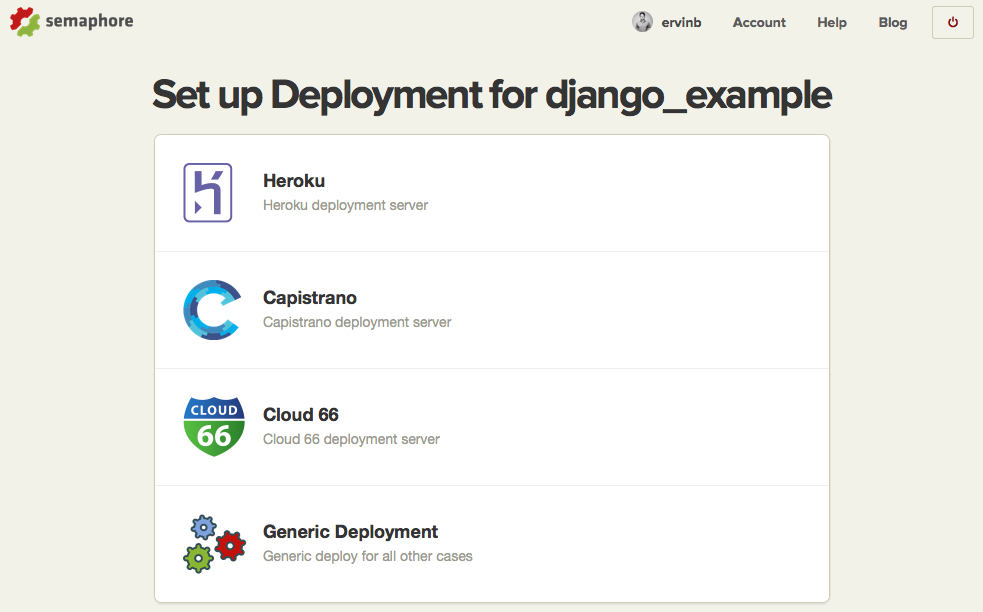 semaphore
ervinb Account Help Blog
Set up Deployment for django_example
Heroku
Heroku deployment server
Capistrano
Capistrano deployment server
CLOUD
66
Cloud 66
Cloud 66 deployment server
Generic Deployment
Generic deploy for all other cases